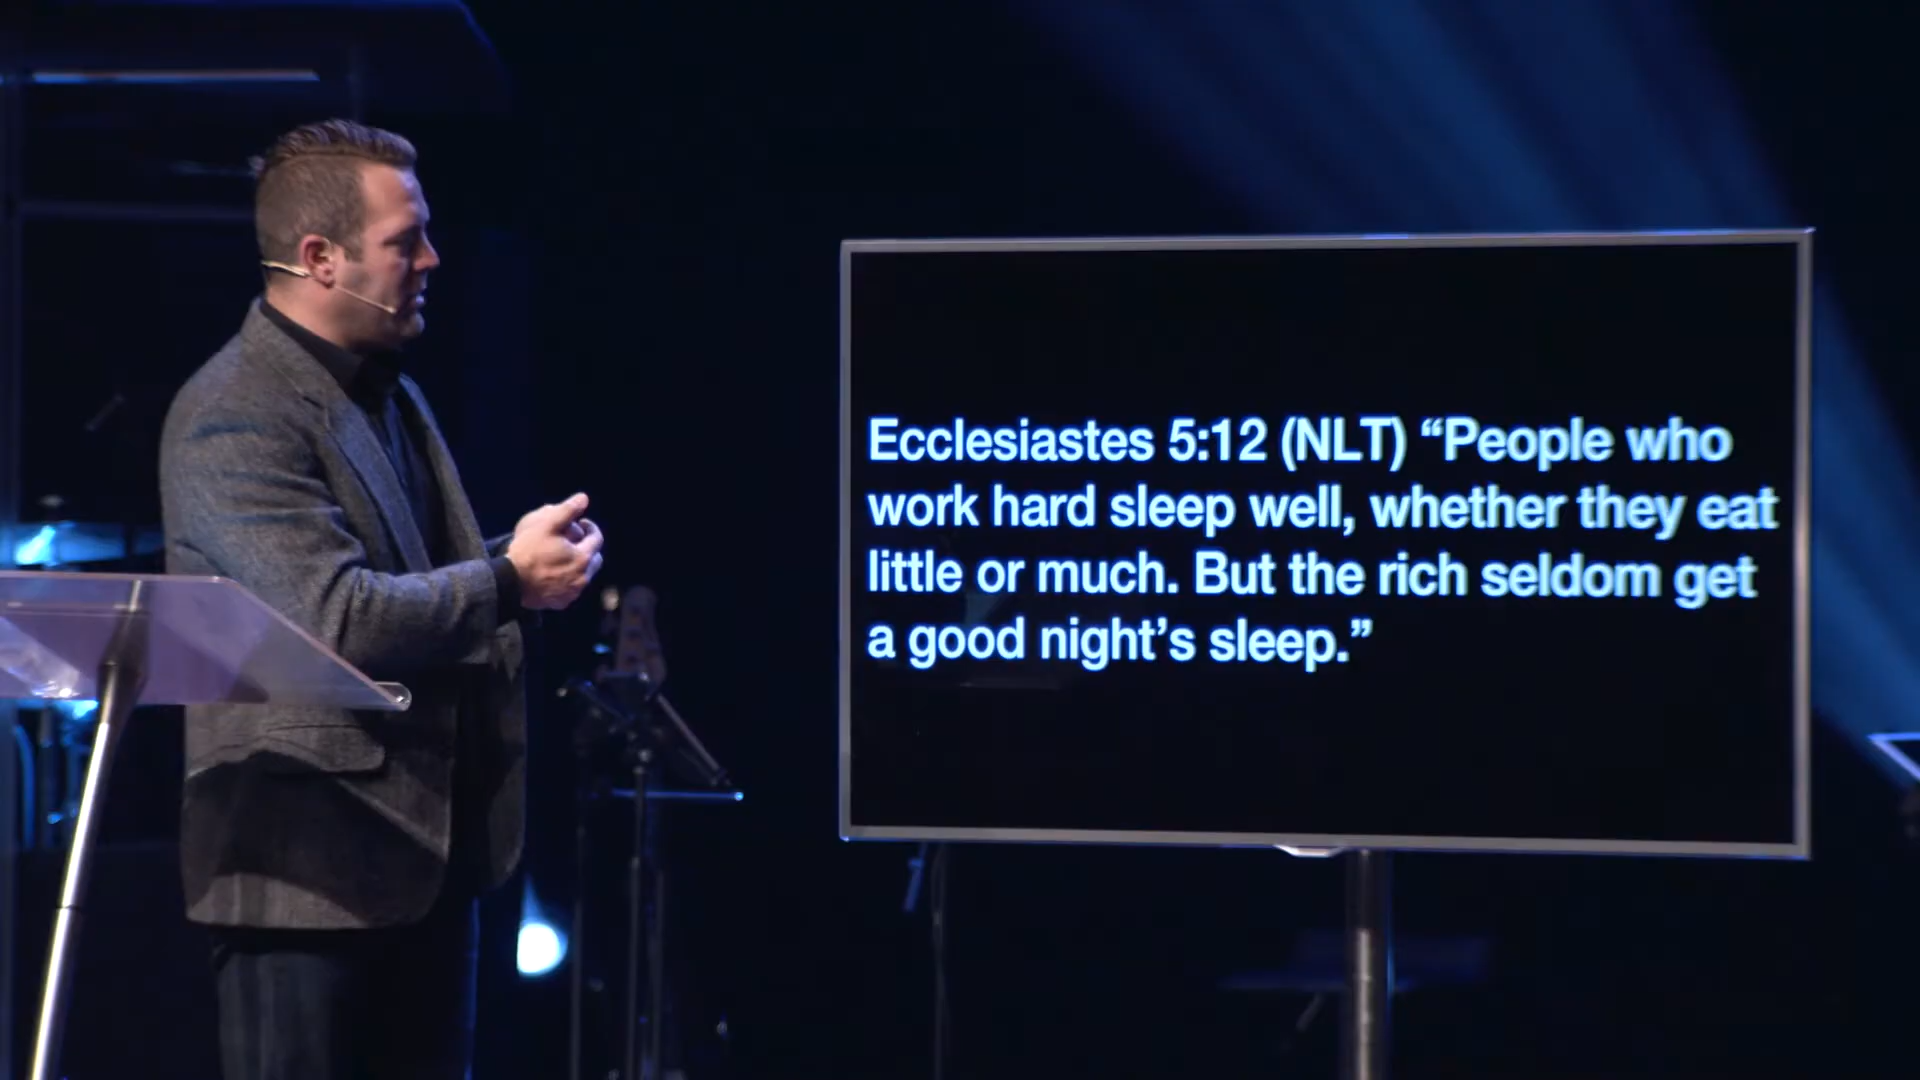 Ecclesiastes 5:12 (NLT) “People who
work hard sleep well, whether they eat
little or much. But the rich seldom get
a good night’s sleep.”